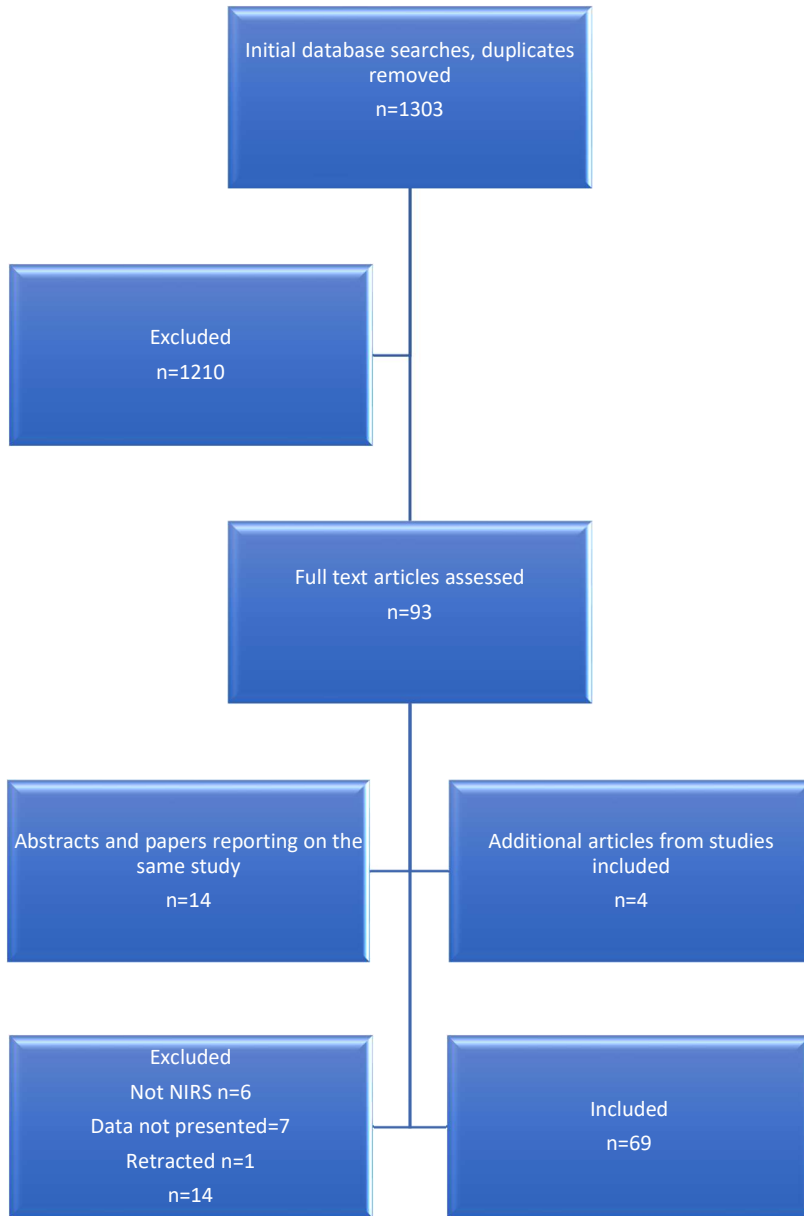 Initial database searches, duplicates
removed
n=1303
Excluded
n=1210
Full text articles assessed
n=93
Abstracts and papers reporting on the
same study
n=14
Additional articles from studies
included
n=4
Excluded
Not NIRS n=6
Data not presented=7
Retracted n=1
n=14
Included
n=69